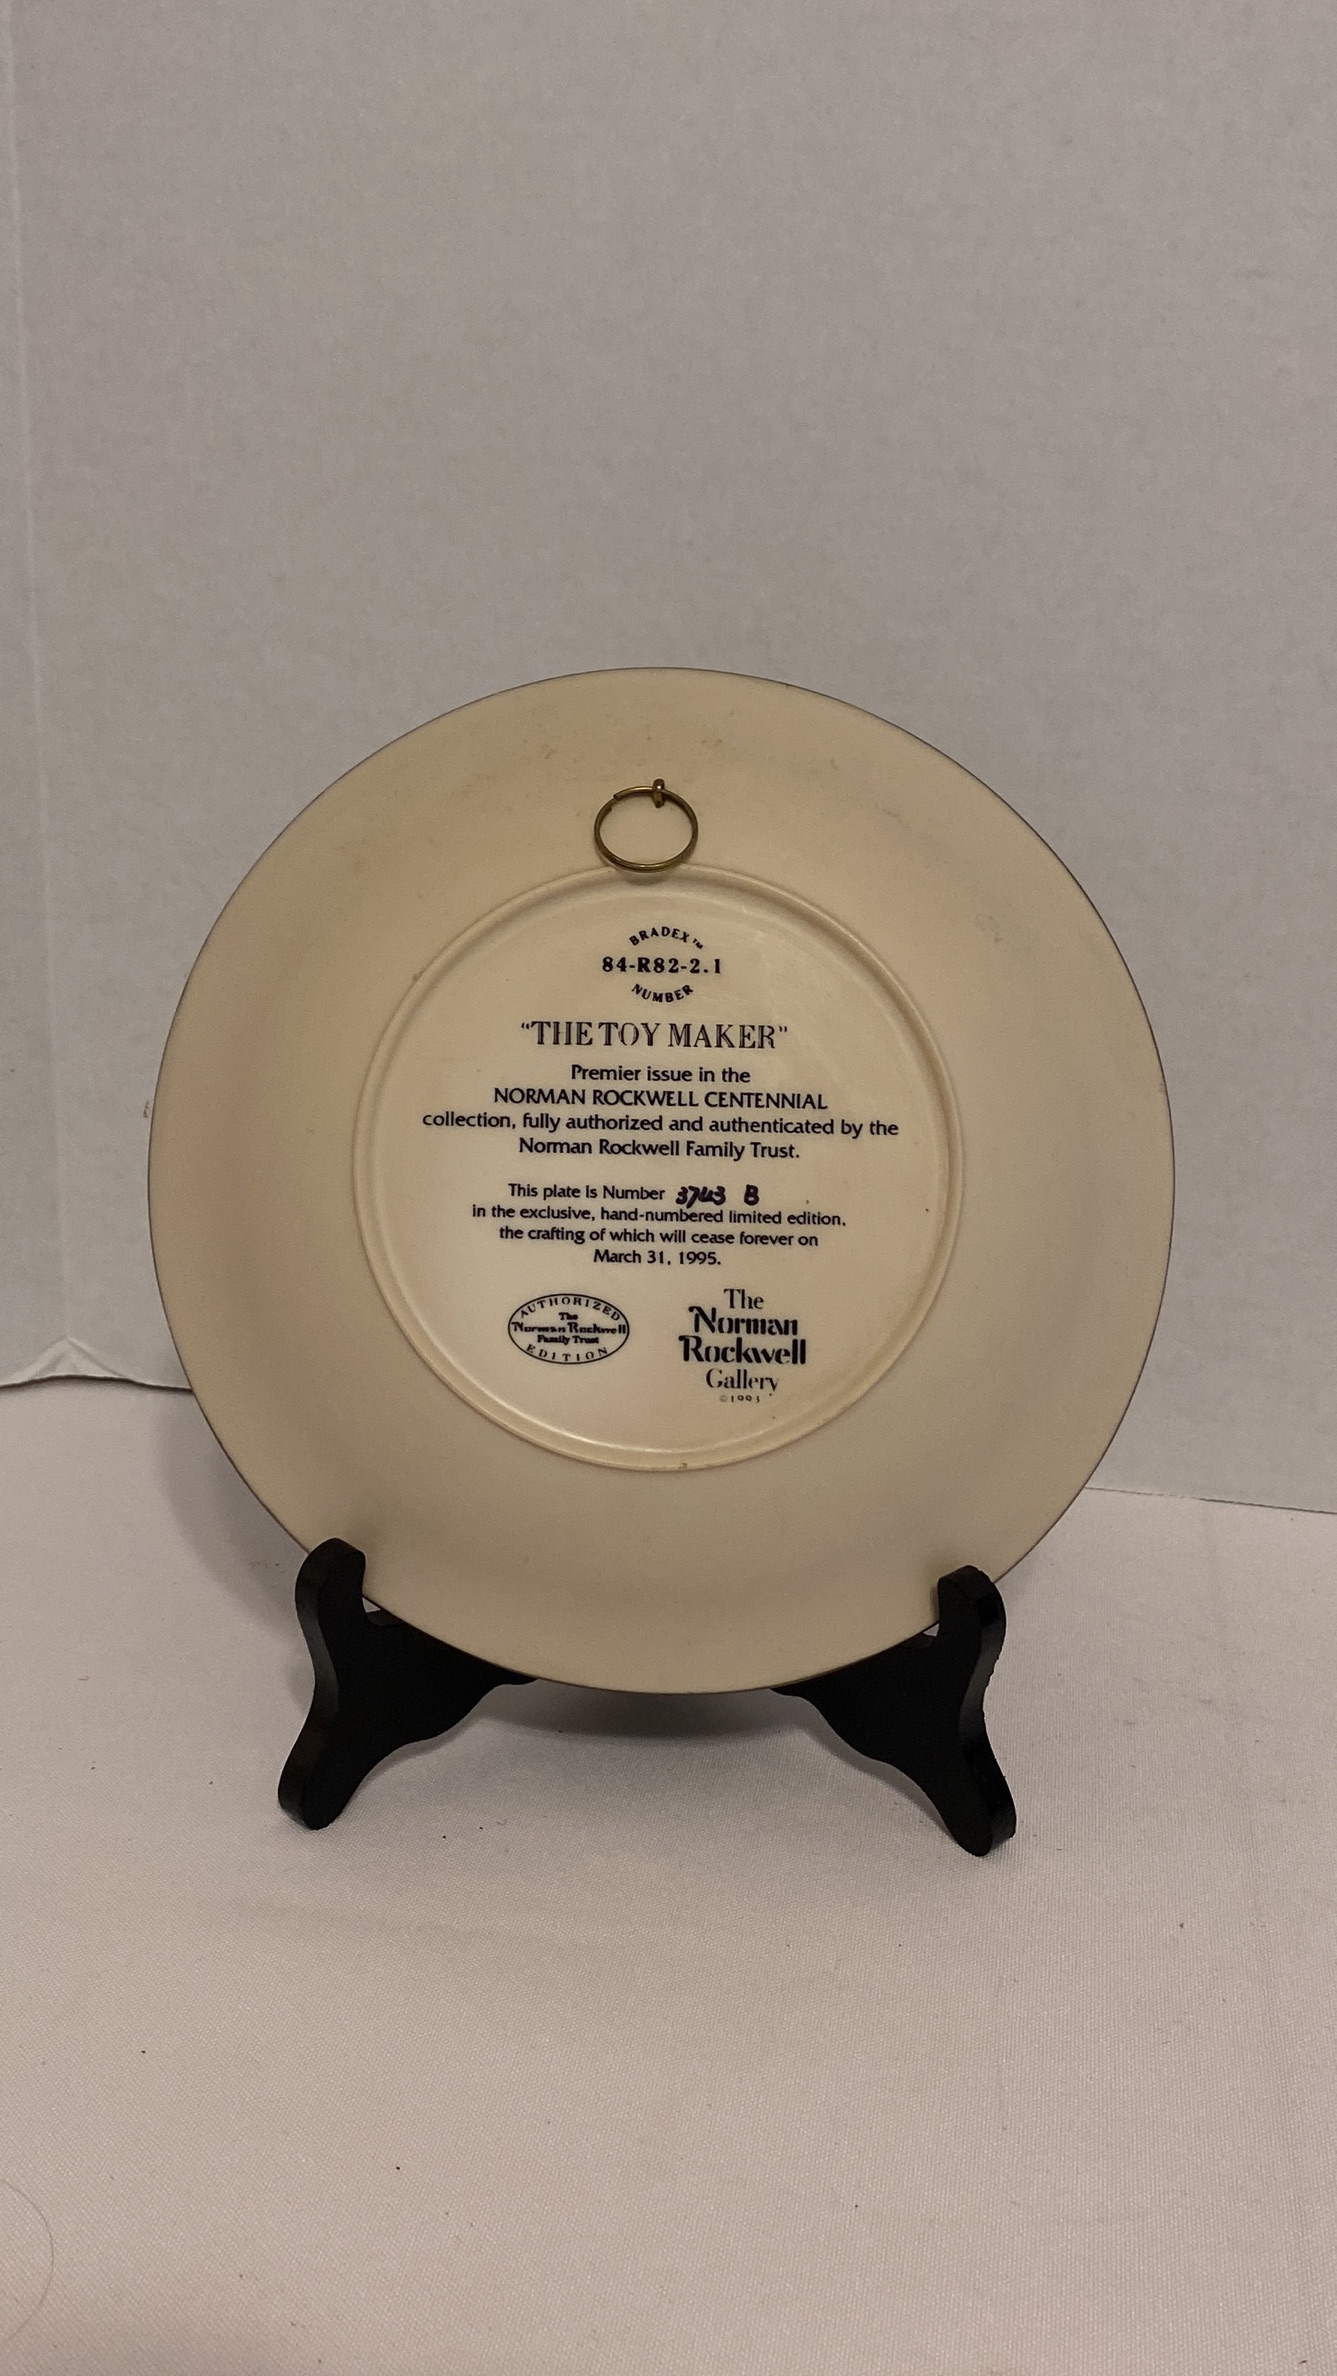 BRADEX™
84-R82-2.1
NUMBER
"THE TOY MAKER"
Premier issue in the
NORMAN ROCKWELL CENTENNIAL
collection, fully authorized and authenticated by the
Norman Rockwell Family Trust.
This plate Is Number 3743 B
in the exclusive, hand-numbered limited edition,
the crafting of which will cease forever on
March 31, 1995.
AUTHORIZED
The
Norman Rockwell
Family Trust
EDITION
The
Norman
Rockwell
Gallery
©1993